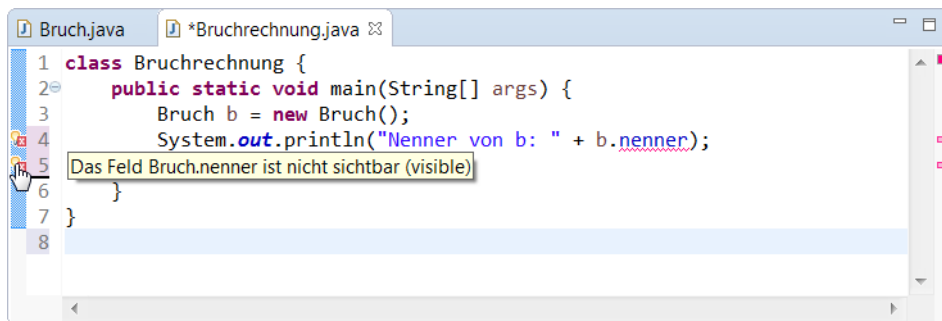 Bruch.java *Bruchrechnung.java
1 class Bruchrechnung {
2 public static void main(String[] args) {
3 Bruch b = new Bruch();
4 System.out.println("Nenner von b: " + b.nenner);
5 Das Feld Bruch.nenner ist nicht sichtbar (visible)
6 }
7 }
8